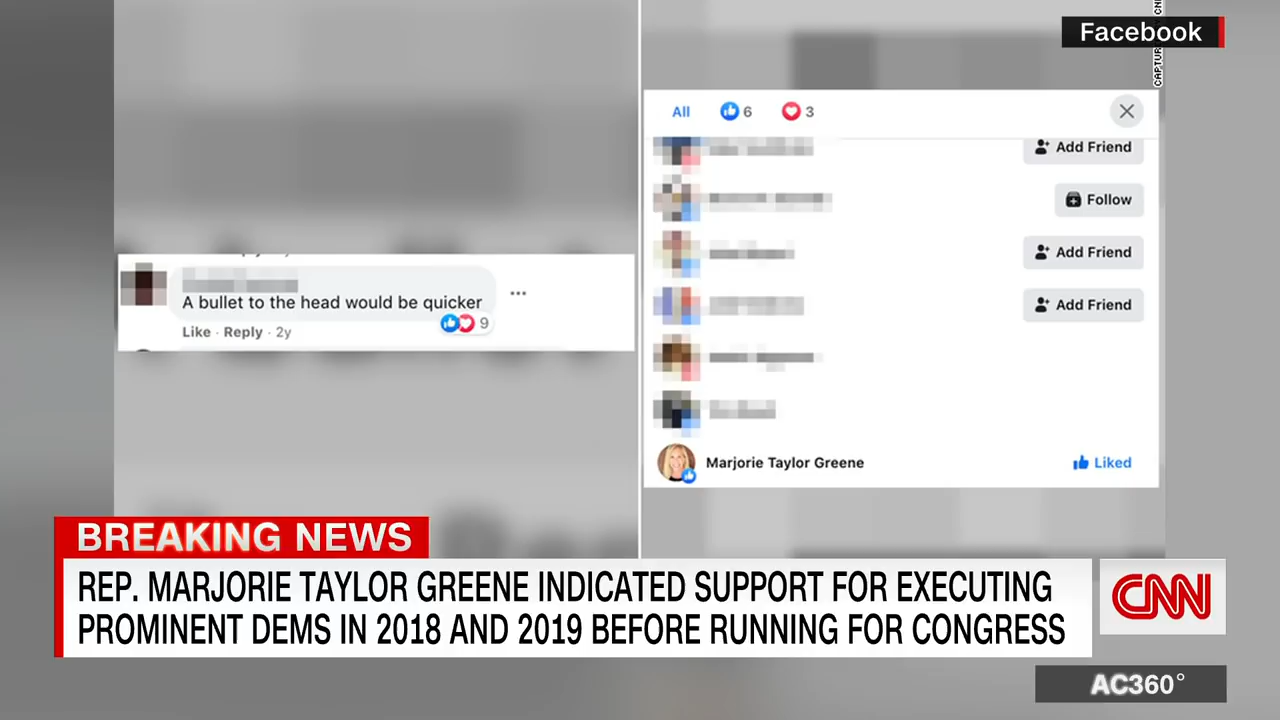 Facebook
All 6 3
Add Friend
Follow
Add Friend
Add Friend
Marjorie Taylor Greene Liked
A bullet to the head would be quicker
Like · Reply · 2y 9
BREAKING NEWS
REP. MARJORIE TAYLOR GREENE INDICATED SUPPORT FOR EXECUTING
PROMINENT DEMS IN 2018 AND 2019 BEFORE RUNNING FOR CONGRESS
CNN
AC360°